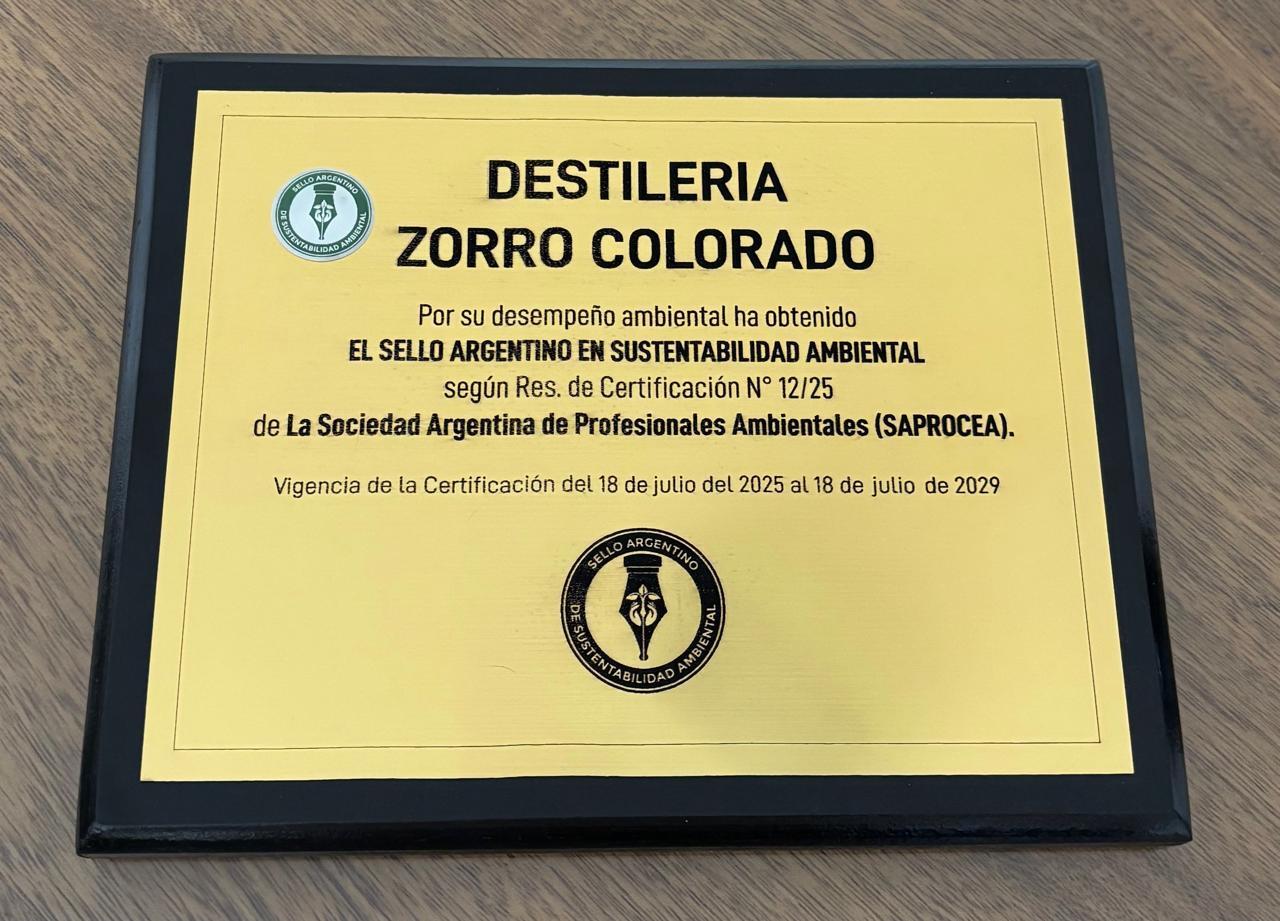 DESTILERIA
ZORRO COLORADO
SELLO ARGENTINO
DE SUSTENTABILIDAD AMBIENTAL
Por su desempeño ambiental ha obtenido
EL SELLO ARGENTINO EN SUSTENTABILIDAD AMBIENTAL
según Res. de Certificación N° 12/25
de La Sociedad Argentina de Profesionales Ambientales (SAPROCEA).
Vigencia de la Certificación del 18 de julio del 2025 al 18 de julio de 2029
SELLO ARGENTINO
DE SUSTENTABILIDAD AMBIENTAL